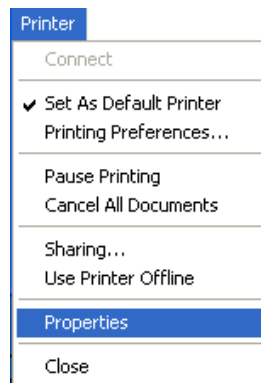 Printer
Connect
Set As Default Printer
Printing Preferences...
Pause Printing
Cancel All Documents
Sharing...
Use Printer Offline
Properties
Close